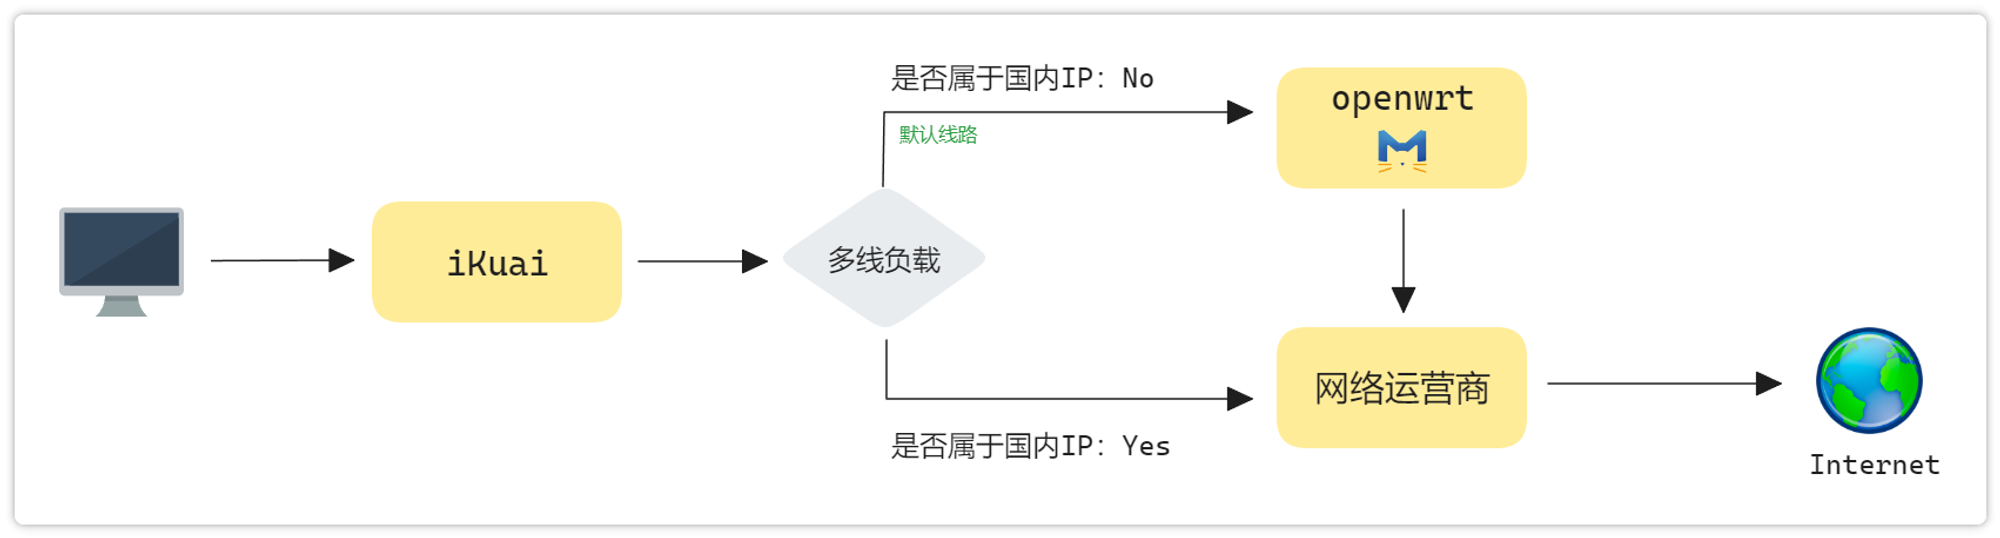 是否属于国内IP：No
默认线路
openwrt
iKuai
多线负载
网络运营商
是否属于国内IP：Yes
Internet